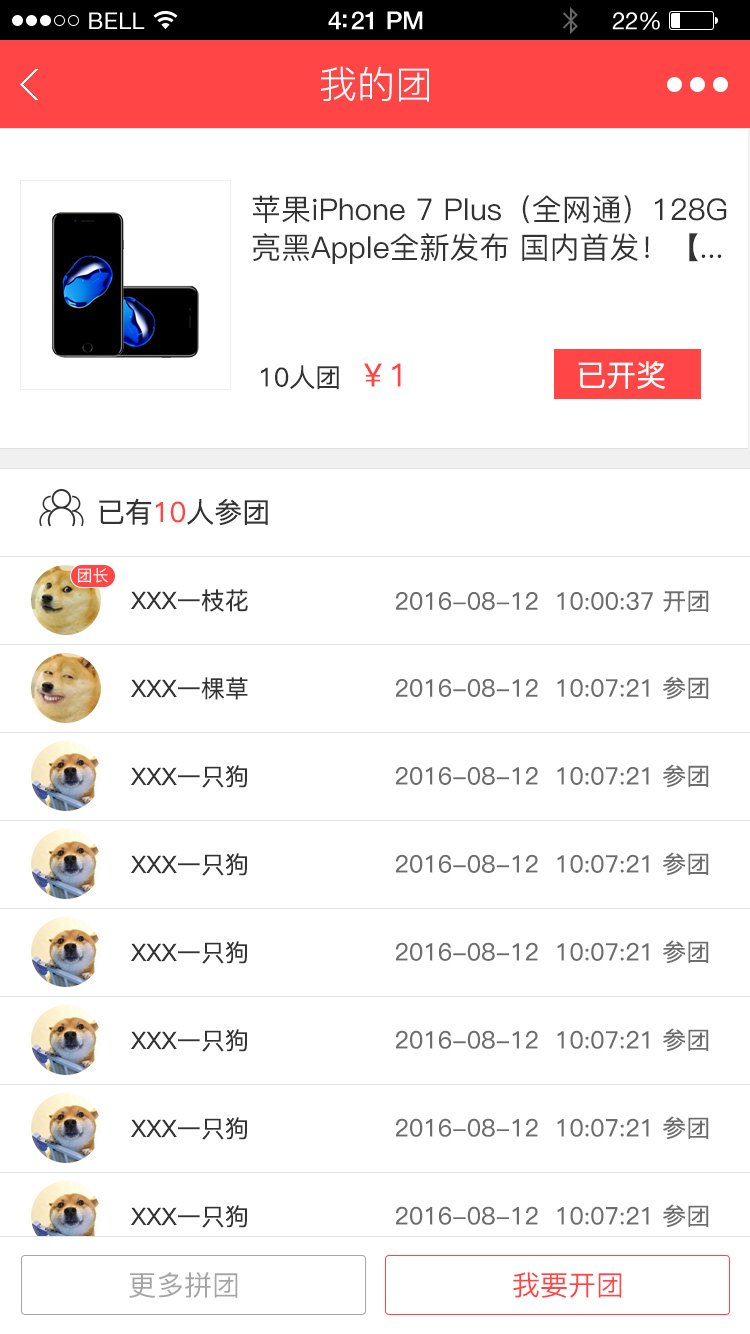 BELL 4:21 PM 22%
我的团
苹果iPhone 7 Plus（全网通）128G
亮黑Apple全新发布 国内首发！【...
10人团 ¥1 已开奖
已有10人参团
团长
XXX一枝花 2016-08-12 10:00:37 开团
XXX一棵草 2016-08-12 10:07:21 参团
XXX一只狗 2016-08-12 10:07:21 参团
XXX一只狗 2016-08-12 10:07:21 参团
XXX一只狗 2016-08-12 10:07:21 参团
XXX一只狗 2016-08-12 10:07:21 参团
XXX一只狗 2016-08-12 10:07:21 参团
XXX一只狗 2016-08-12 10:07:21 参团
更多拼团 我要开团